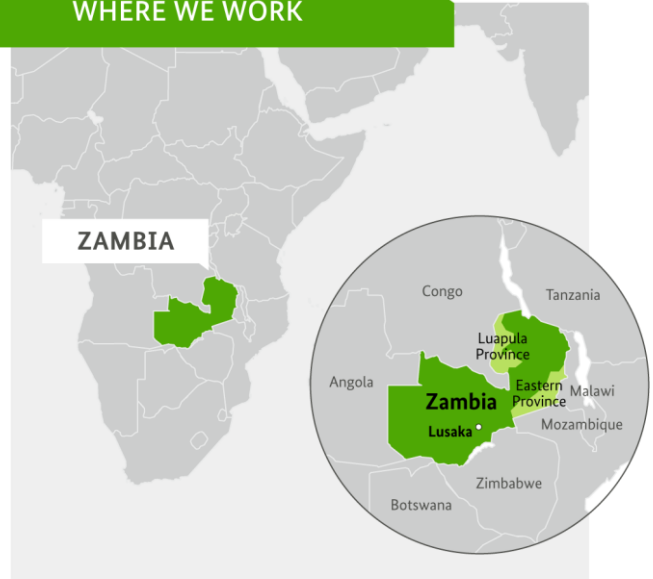 WHERE WE WORK
ZAMBIA
Congo
Tanzania
Luapula
Province
Angola
Eastern
Province
Malawi
Zambia
Mozambique
Lusaka
Zimbabwe
Botswana